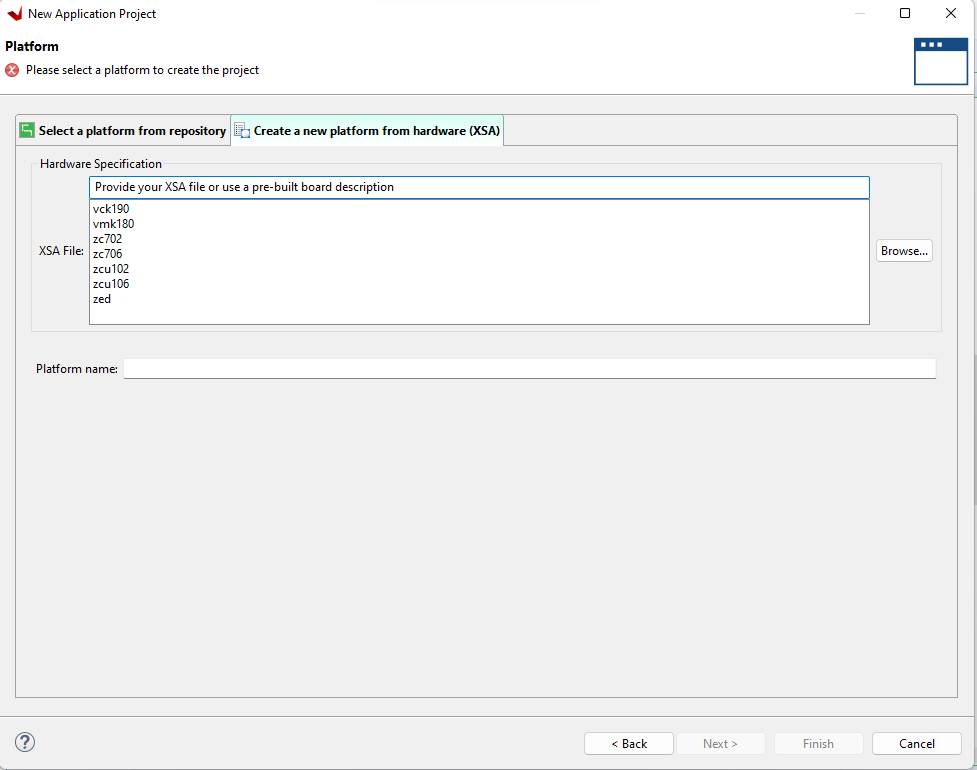 New Application Project
Platform
Please select a platform to create the project
Select a platform from repository
Create a new platform from hardware (XSA)
Hardware Specification
Provide your XSA file or use a pre-built board description
vck190
vmk180
zc702
zc706
XSA File:
Browse...
zcu102
zcu106
zed
Platform name:
?
< Back
Next >
Finish
Cancel